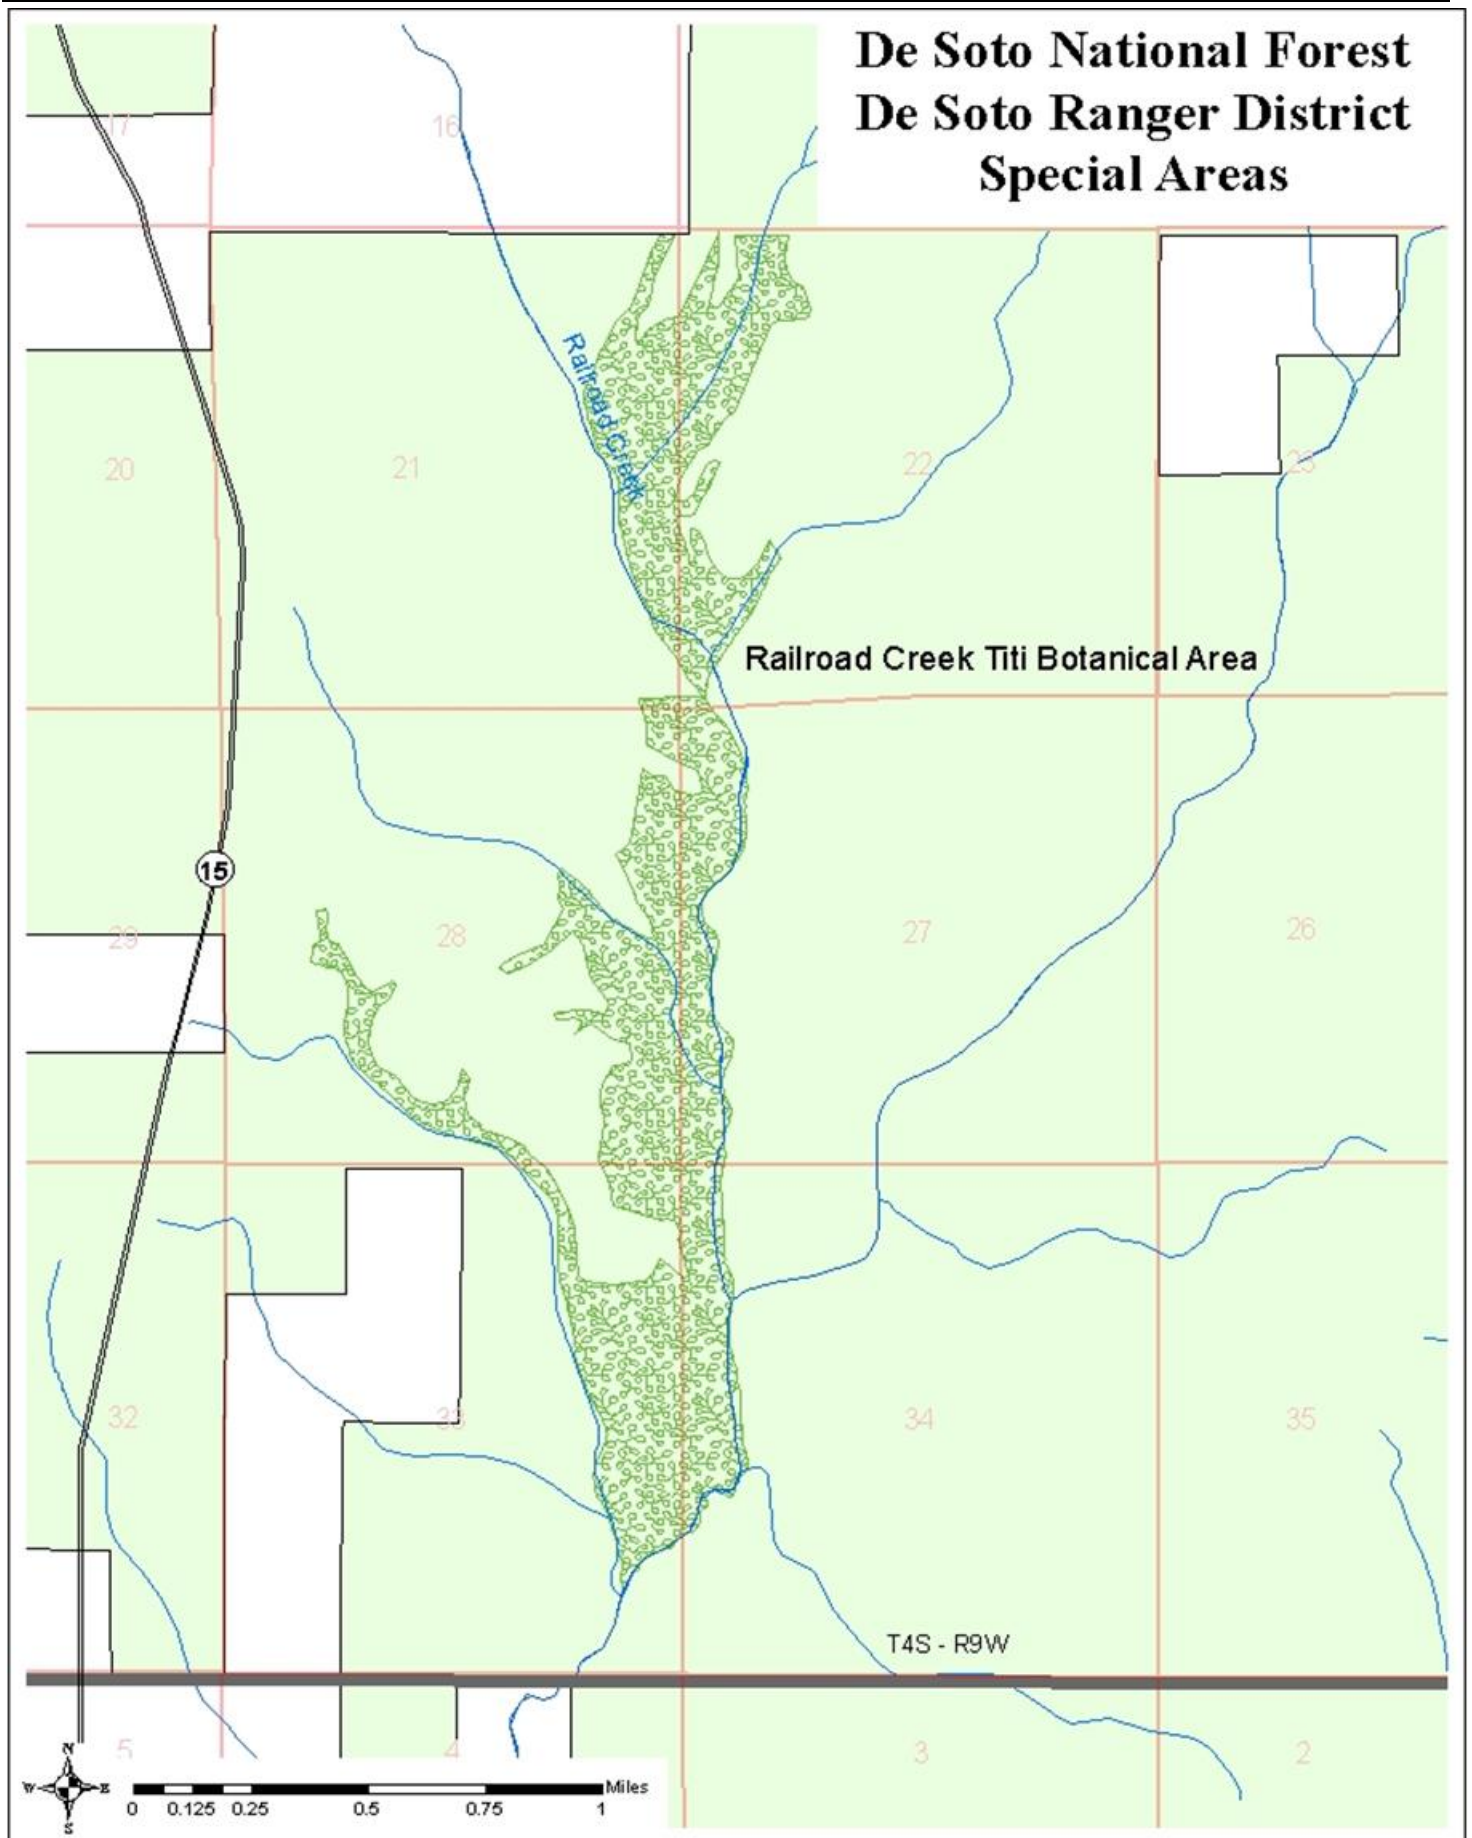 De Soto National Forest
De Soto Ranger District
Special Areas
17
16
Railroad Creek
20
21
22
23
Railroad Creek Titi Botanical Area
15
29
28
27
26
32
33
34
35
T4S - R9W
5
4
3
2
N
W
E
S
Miles
0 0.125 0.25 0.5 0.75 1